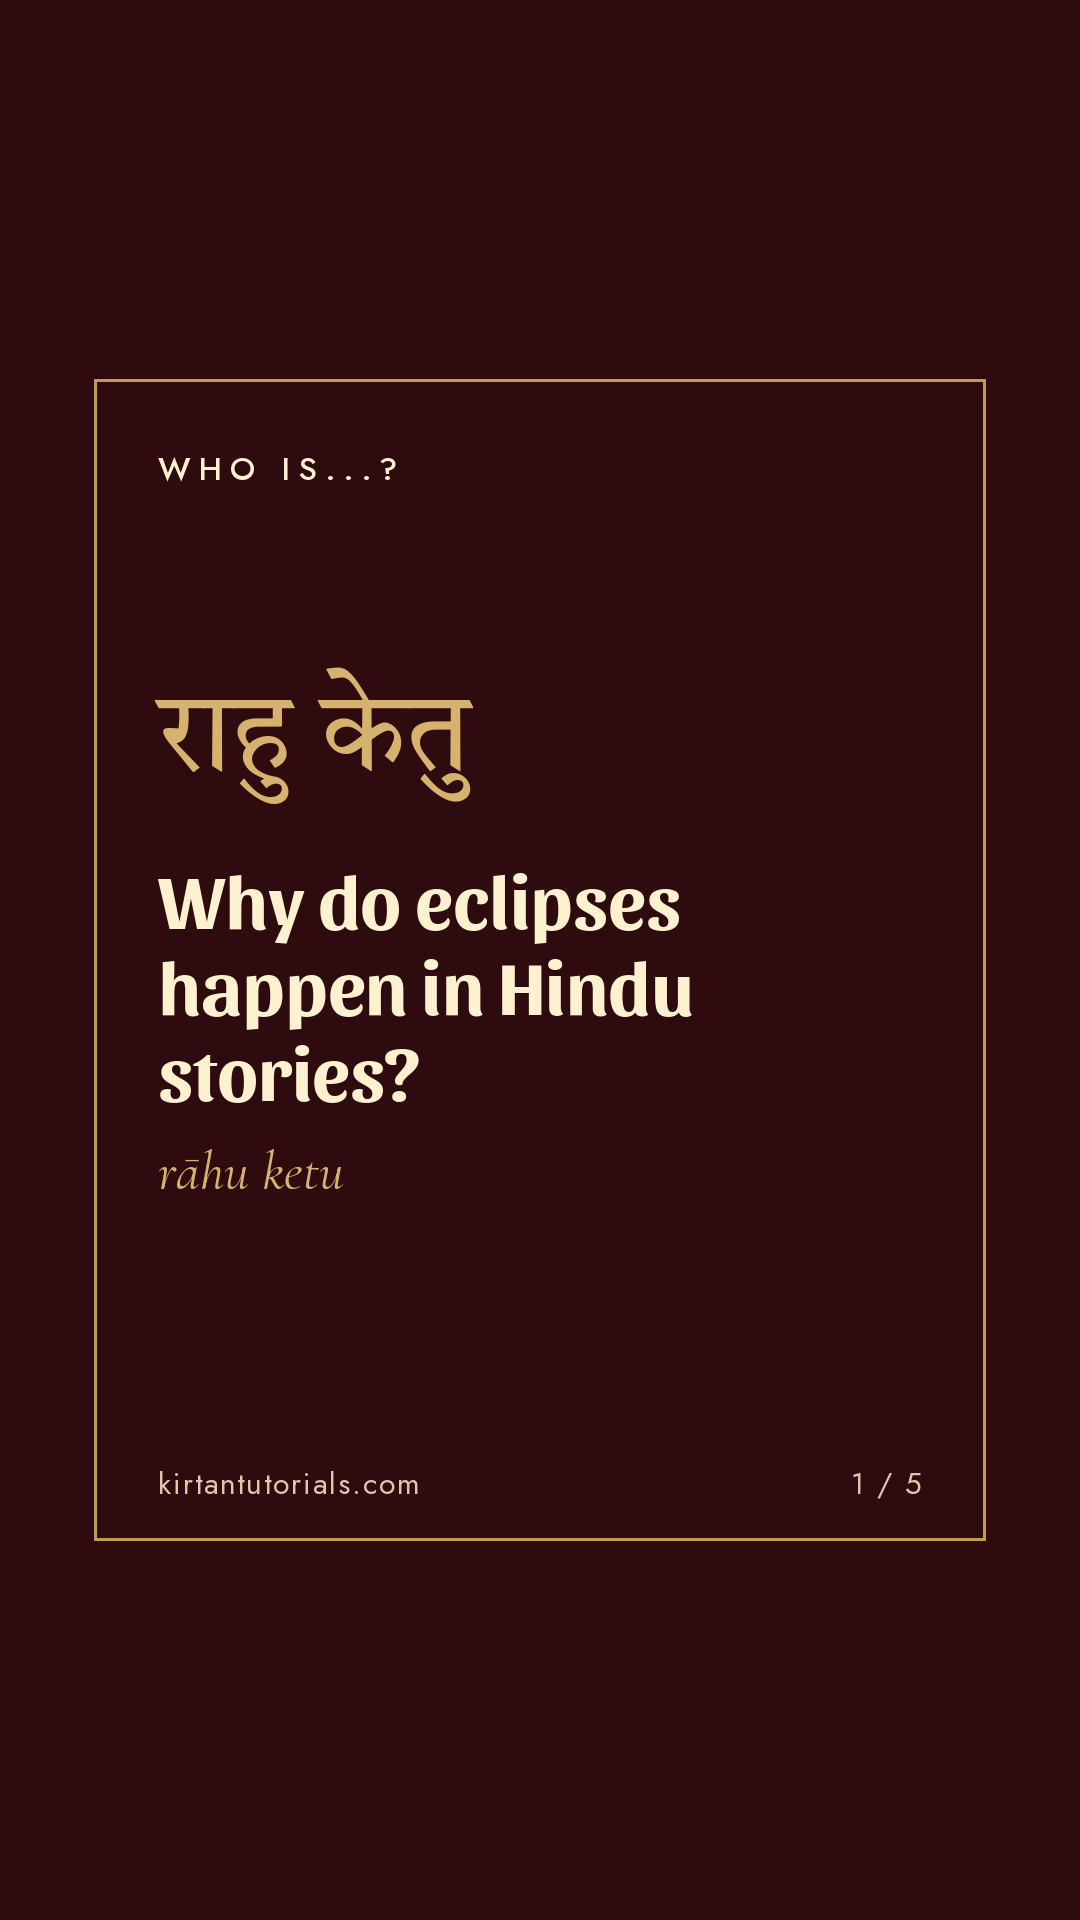 WHO IS...?
राहु केतु
Why do eclipses
happen in Hindu
stories?
rāhu ketu
kirtantutorials.com
1 / 5